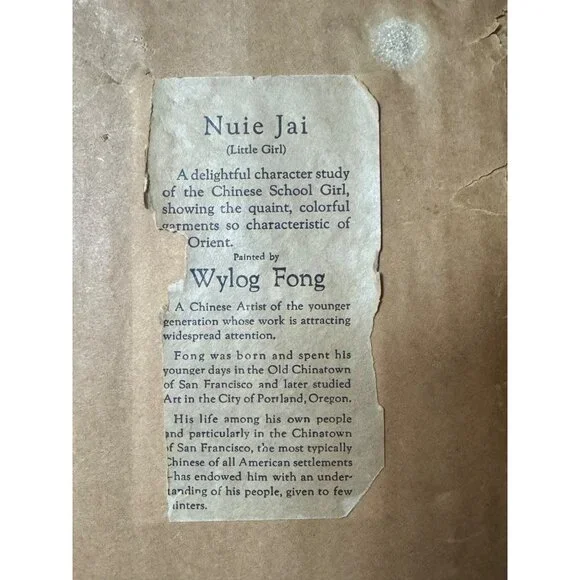 Nuie Jai
(Little Girl)
A delightful character study
of the Chinese School Girl,
showing the quaint, colorful
garments so characteristic of
Orient.
Painted by
Wylog Fong
A Chinese Artist of the younger
generation whose work is attracting
widespread attention.
Fong was born and spent his
younger days in the Old Chinatown
of San Francisco and later studied
Art in the City of Portland, Oregon.
His life among his own people
and particularly in the Chinatown
of San Francisco, the most typically
Chinese of all American settlements
—has endowed him with an under-
tanding of his people, given to few
ainters.